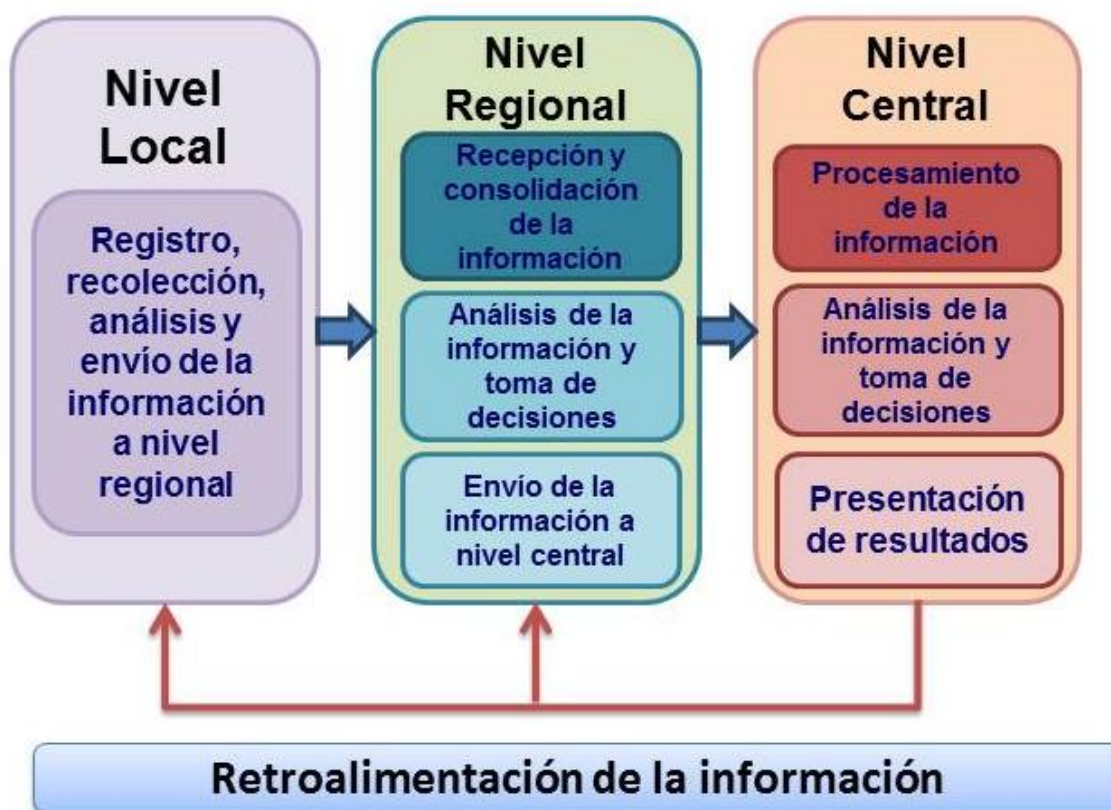 Nivel
Local
Registro,
recolección,
análisis y
envío de la
información
a nivel
regional
Nivel
Regional
Recepción y
consolidación
de la
información
Análisis de la
información y
toma de
decisiones
Envío de la
información a
nivel central
Nivel
Central
Procesamiento
de la
información
Análisis de la
información y
toma de
decisiones
Presentación
de resultados
Retroalimentación de la información